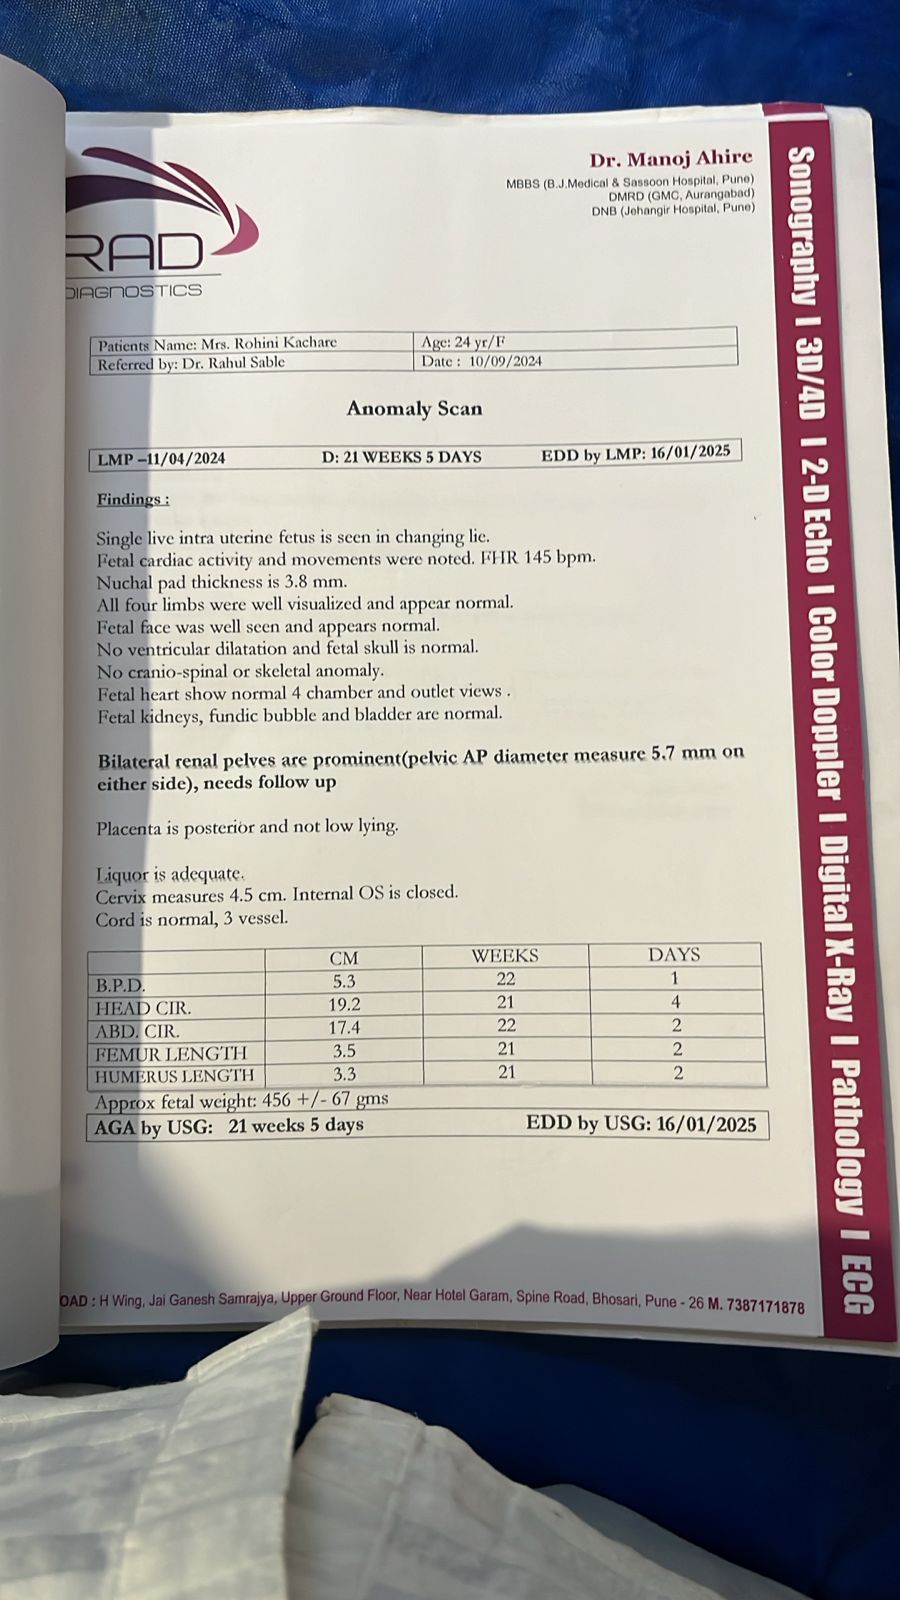 RAD
DIAGNOSTICS
Dr. Manoj Ahire
MBBS (B.J.Medical & Sassoon Hospital, Pune)
DMRD (GMC, Aurangabad)
DNB (Jehangir Hospital, Pune)
Patients Name: Mrs. Rohini Kachare Age: 24 yr/F
Referred by: Dr. Rahul Sable Date : 10/09/2024
Anomaly Scan
LMP –11/04/2024 D: 21 WEEKS 5 DAYS EDD by LMP: 16/01/2025
Findings :
Single live intra uterine fetus is seen in changing lie.
Fetal cardiac activity and movements were noted. FHR 145 bpm.
Nuchal pad thickness is 3.8 mm.
All four limbs were well visualized and appear normal.
Fetal face was well seen and appears normal.
No ventricular dilatation and fetal skull is normal.
No cranio-spinal or skeletal anomaly.
Fetal heart show normal 4 chamber and outlet views .
Fetal kidneys, fundic bubble and bladder are normal.
Bilateral renal pelves are prominent(pelvic AP diameter measure 5.7 mm on
either side), needs follow up
Placenta is posterior and not low lying.
Liquor is adequate.
Cervix measures 4.5 cm. Internal OS is closed.
Cord is normal, 3 vessel.
CM WEEKS DAYS
B.P.D. 5.3 22 1
HEAD CIR. 19.2 21 4
ABD. CIR. 17.4 22 2
FEMUR LENGTH 3.5 21 2
HUMERUS LENGTH 3.3 21 2
Approx fetal weight: 456 +/- 67 gms
AGA by USG: 21 weeks 5 days EDD by USG: 16/01/2025
OAD : H Wing, Jai Ganesh Samrajya, Upper Ground Floor, Near Hotel Garam, Spine Road, Bhosari, Pune - 26 M. 7387171878
Sonography I 3D/4D I 2-D Echo I Color Doppler I Digital X-Ray I Pathology I ECG